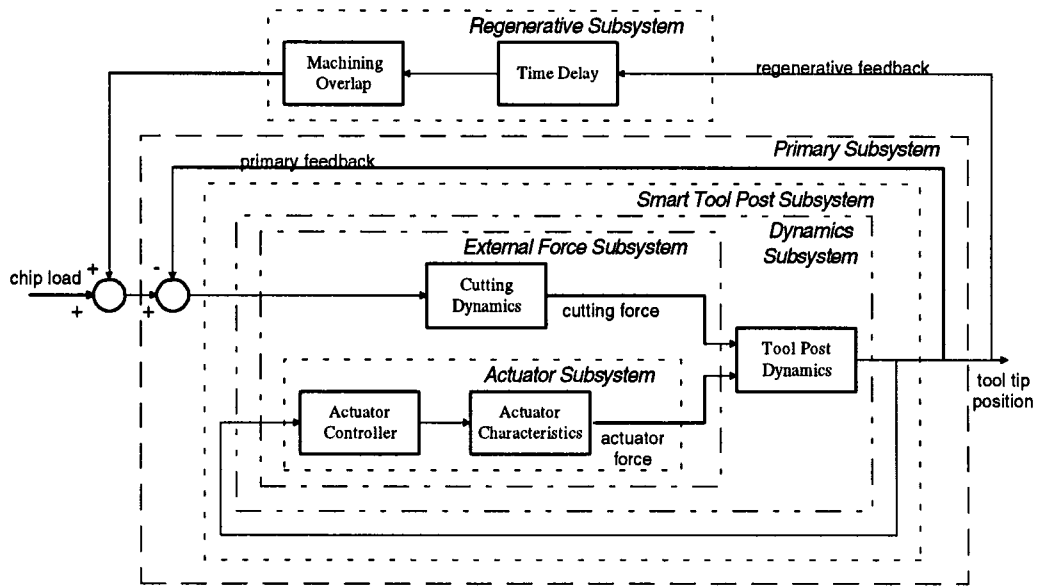 Regenerative Subsystem
Machining
Overlap
Time Delay
regenerative feedback
Primary Subsystem
primary feedback
Smart Tool Post Subsystem
Dynamics
Subsystem
External Force Subsystem
chip load
+
-
+
+
Cutting
Dynamics
cutting force
Tool Post
Dynamics
tool tip
position
Actuator Subsystem
Actuator
Controller
Actuator
Characteristics
actuator
force